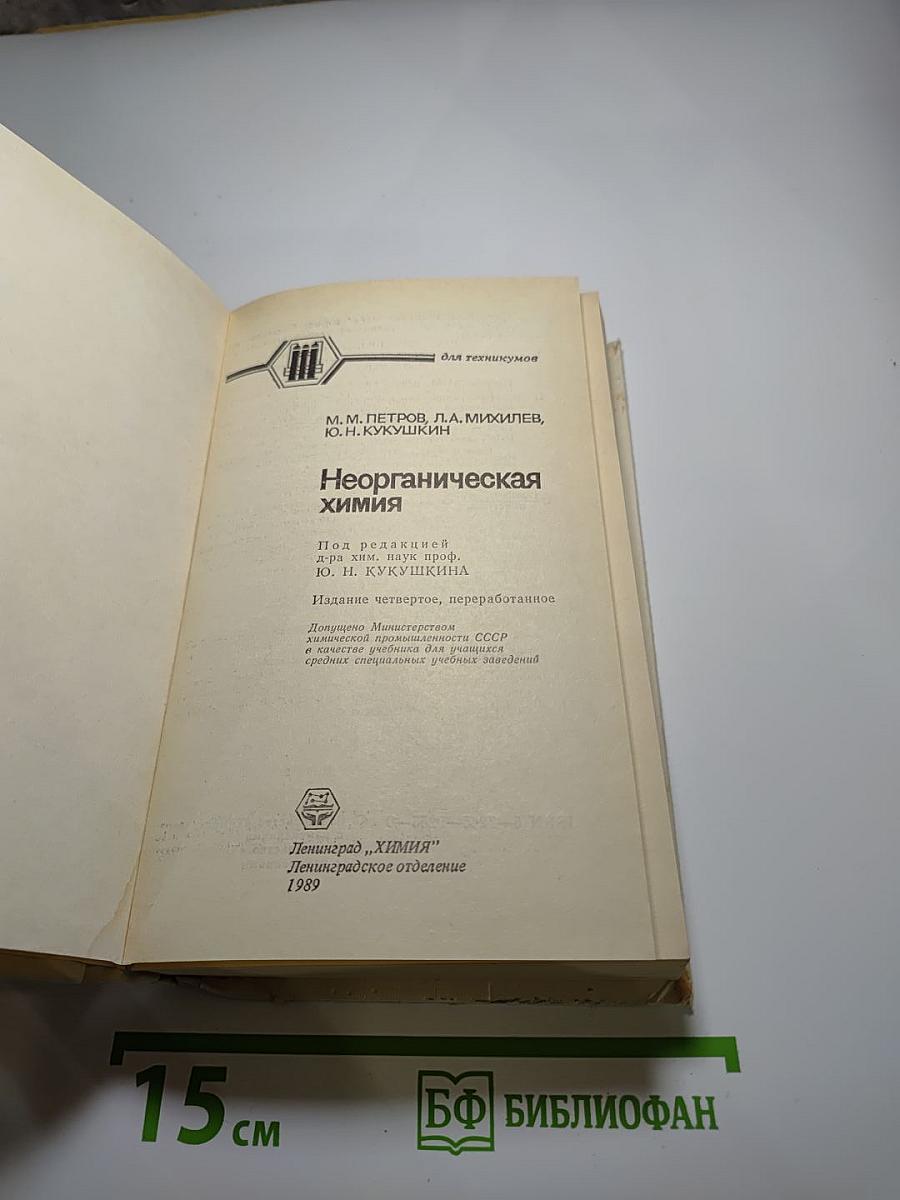 для техникумов
М. М. ПЕТРОВ, Л. А. МИХИЛЕВ,
Ю. Н. КУКУШКИН
Неорганическая
химия
Под редакцией
д-ра хим. наук проф.
Ю. Н. КУКУШКИНА
Издание четвертое, переработанное
Допущено Министерством
химической промышленности СССР
в качестве учебника для учащихся
средних специальных учебных заведений
Ленинград „ХИМИЯ"
Ленинградское отделение
1989
15 см
БФ БИБЛИОФАН